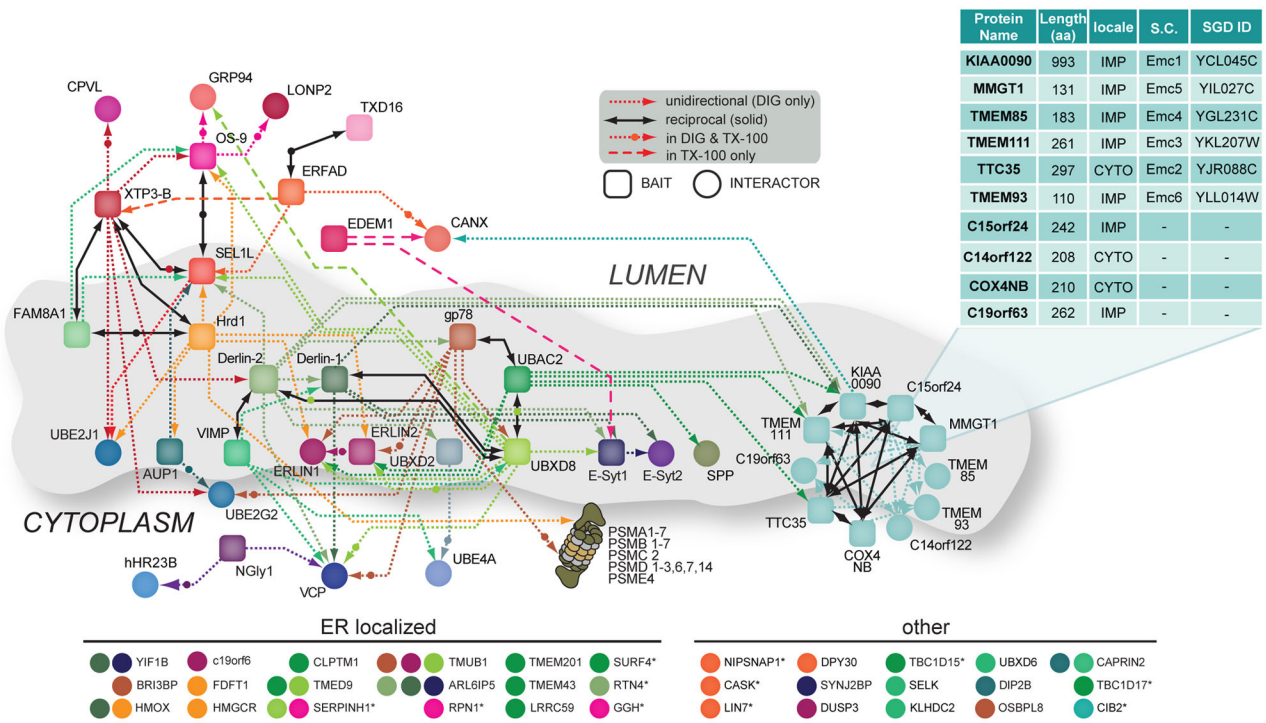 Protein Name Length (aa) locale S.C. SGD ID
KIAA0090 993 IMP Emc1 YCL045C
MMGT1 131 IMP Emc5 YIL027C
TMEM85 183 IMP Emc4 YGL231C
TMEM111 261 IMP Emc3 YKL207W
TTC35 297 CYTO Emc2 YJR088C
TMEM93 110 IMP Emc6 YLL014W
C15orf24 242 IMP - -
C14orf122 208 CYTO - -
COX4NB 210 CYTO - -
C19orf63 262 IMP - -
unidirectional (DIG only)
reciprocal (solid)
in DIG & TX-100
in TX-100 only
BAIT
INTERACTOR
CPVL
GRP94
LONP2
TXD16
OS-9
ERFAD
XTP3-B
EDEM1
CANX
SEL1L
LUMEN
FAM8A1
Hrd1
gp78
Derlin-2
Derlin-1
UBAC2
KIAA
0090
C15orf24
MMGT1
TMEM
111
UBE2J1
VIMP
ERLIN2
C19orf63
AUP1
ERLIN1
UBXD2
UBXD8
E-Syt1
E-Syt2
SPP
TMEM
85
TMEM
93
CYTOPLASM
UBE2G2
TTC35
C14orf122
COX4
NB
PSMA1-7
PSMB 1-7
PSMC 2
PSMD 1-3,6,7,14
PSME4
hHR23B
NGly1
VCP
UBE4A
ER localized
YIF1B c19orf6 CLPTM1 TMUB1 TMEM201 SURF4*
BRI3BP FDFT1 TMED9 ARL6IP5 TMEM43 RTN4*
HMOX HMGCR SERPINH1* RPN1* LRRC59 GGH*
other
NIPSNAP1* DPY30 TBC1D15* UBXD6 CAPRIN2
CASK* SYNJ2BP SELK DIP2B TBC1D17*
LIN7* DUSP3 KLHDC2 OSBPL8 CIB2*